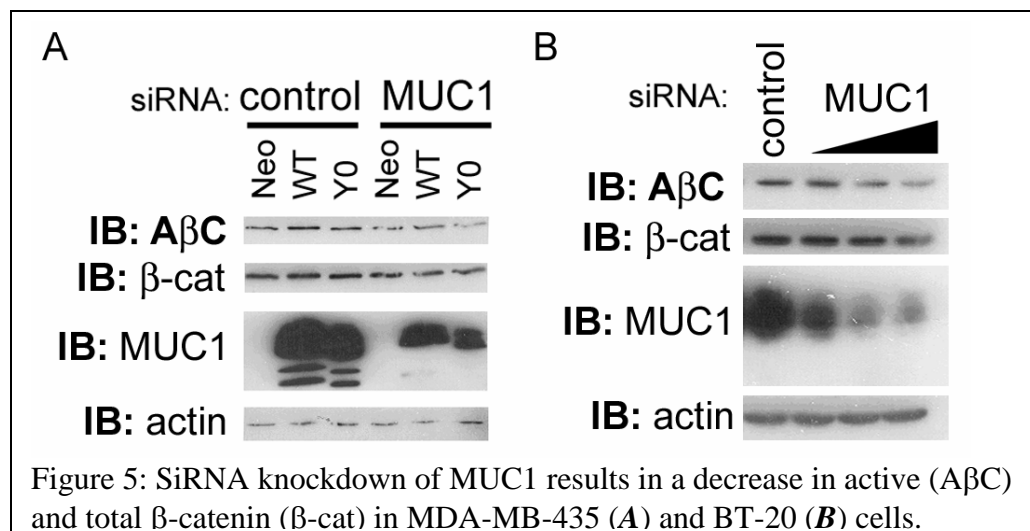 A
siRNA: control MUC1
Neo WT Y0 Neo WT Y0
IB: AβC
IB: β-cat
IB: MUC1
IB: actin
B
siRNA: control MUC1
IB: AβC
IB: β-cat
IB: MUC1
IB: actin
Figure 5: SiRNA knockdown of MUC1 results in a decrease in active (AβC)
and total β-catenin (β-cat) in MDA-MB-435 (A) and BT-20 (B) cells.